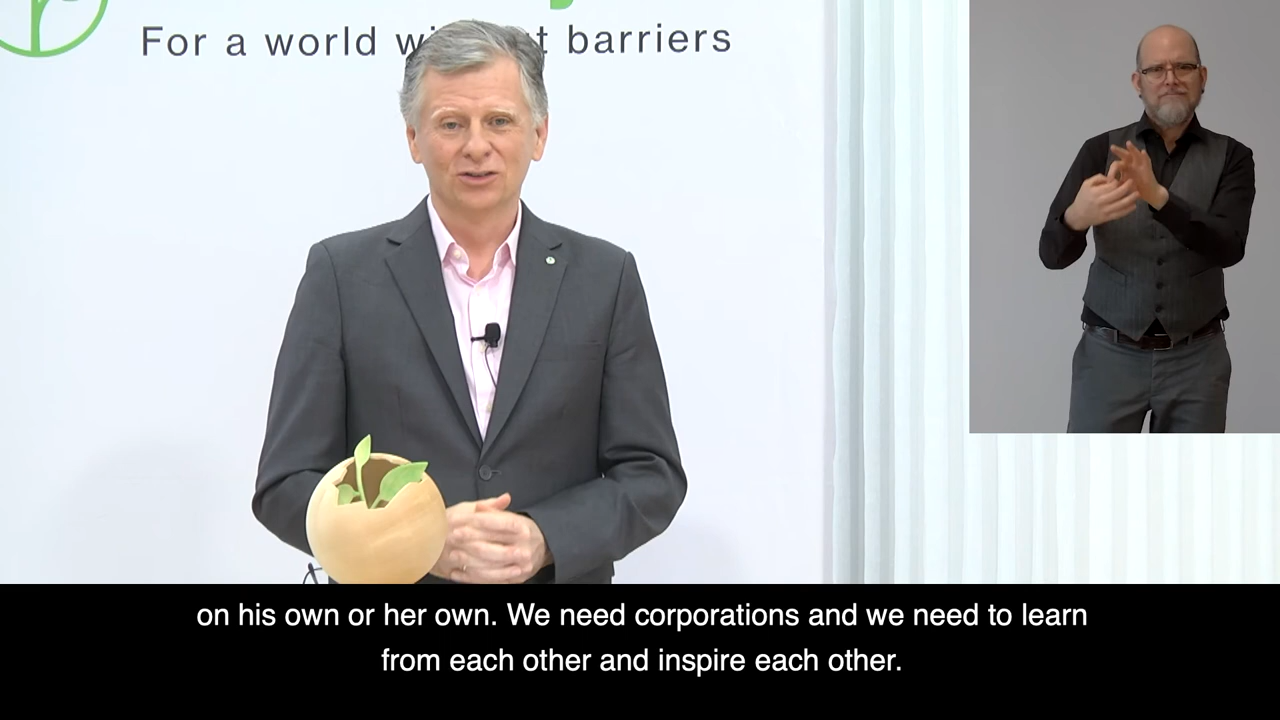 For a world wi t barriers
on his own or her own. We need corporations and we need to learn
from each other and inspire each other.